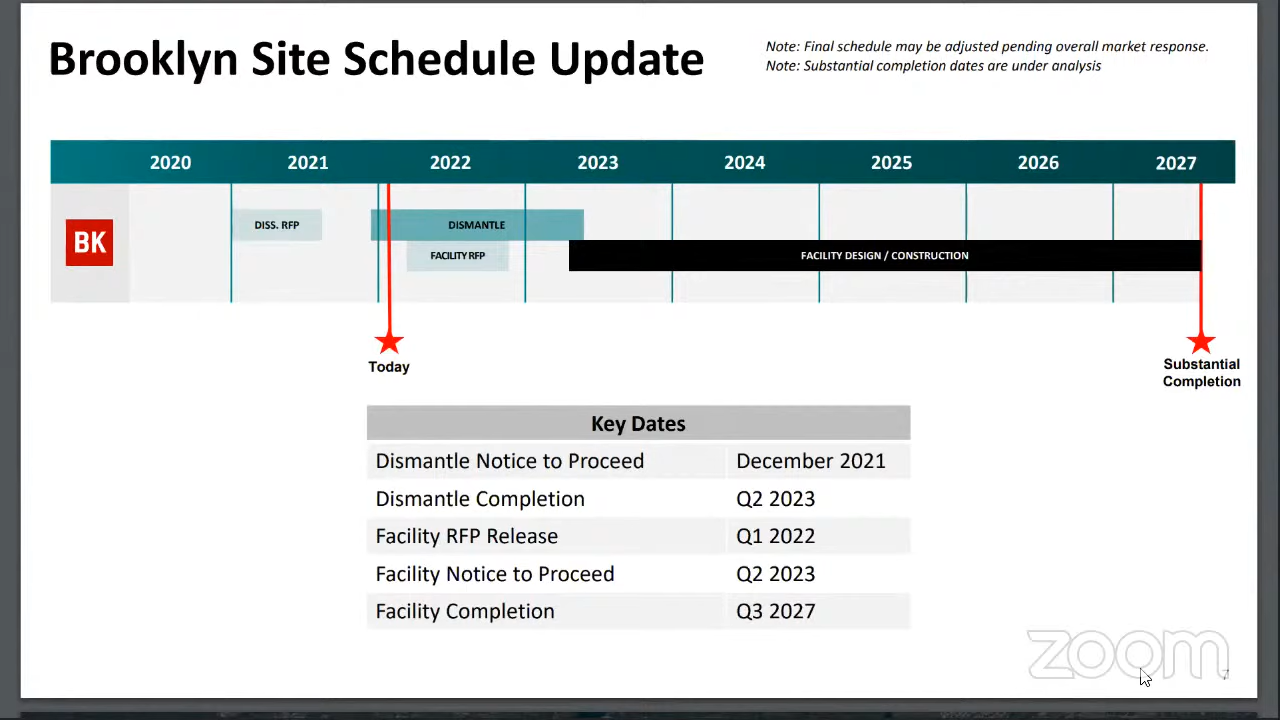 Brooklyn Site Schedule Update
Note: Final schedule may be adjusted pending overall market response.
Note: Substantial completion dates are under analysis
2020 2021 2022 2023 2024 2025 2026 2027
BK
DISS. RFP
DISMANTLE
FACILITY RFP
FACILITY DESIGN / CONSTRUCTION
Today
Substantial
Completion
Key Dates
Dismantle Notice to Proceed December 2021
Dismantle Completion Q2 2023
Facility RFP Release Q1 2022
Facility Notice to Proceed Q2 2023
Facility Completion Q3 2027
zoom
7